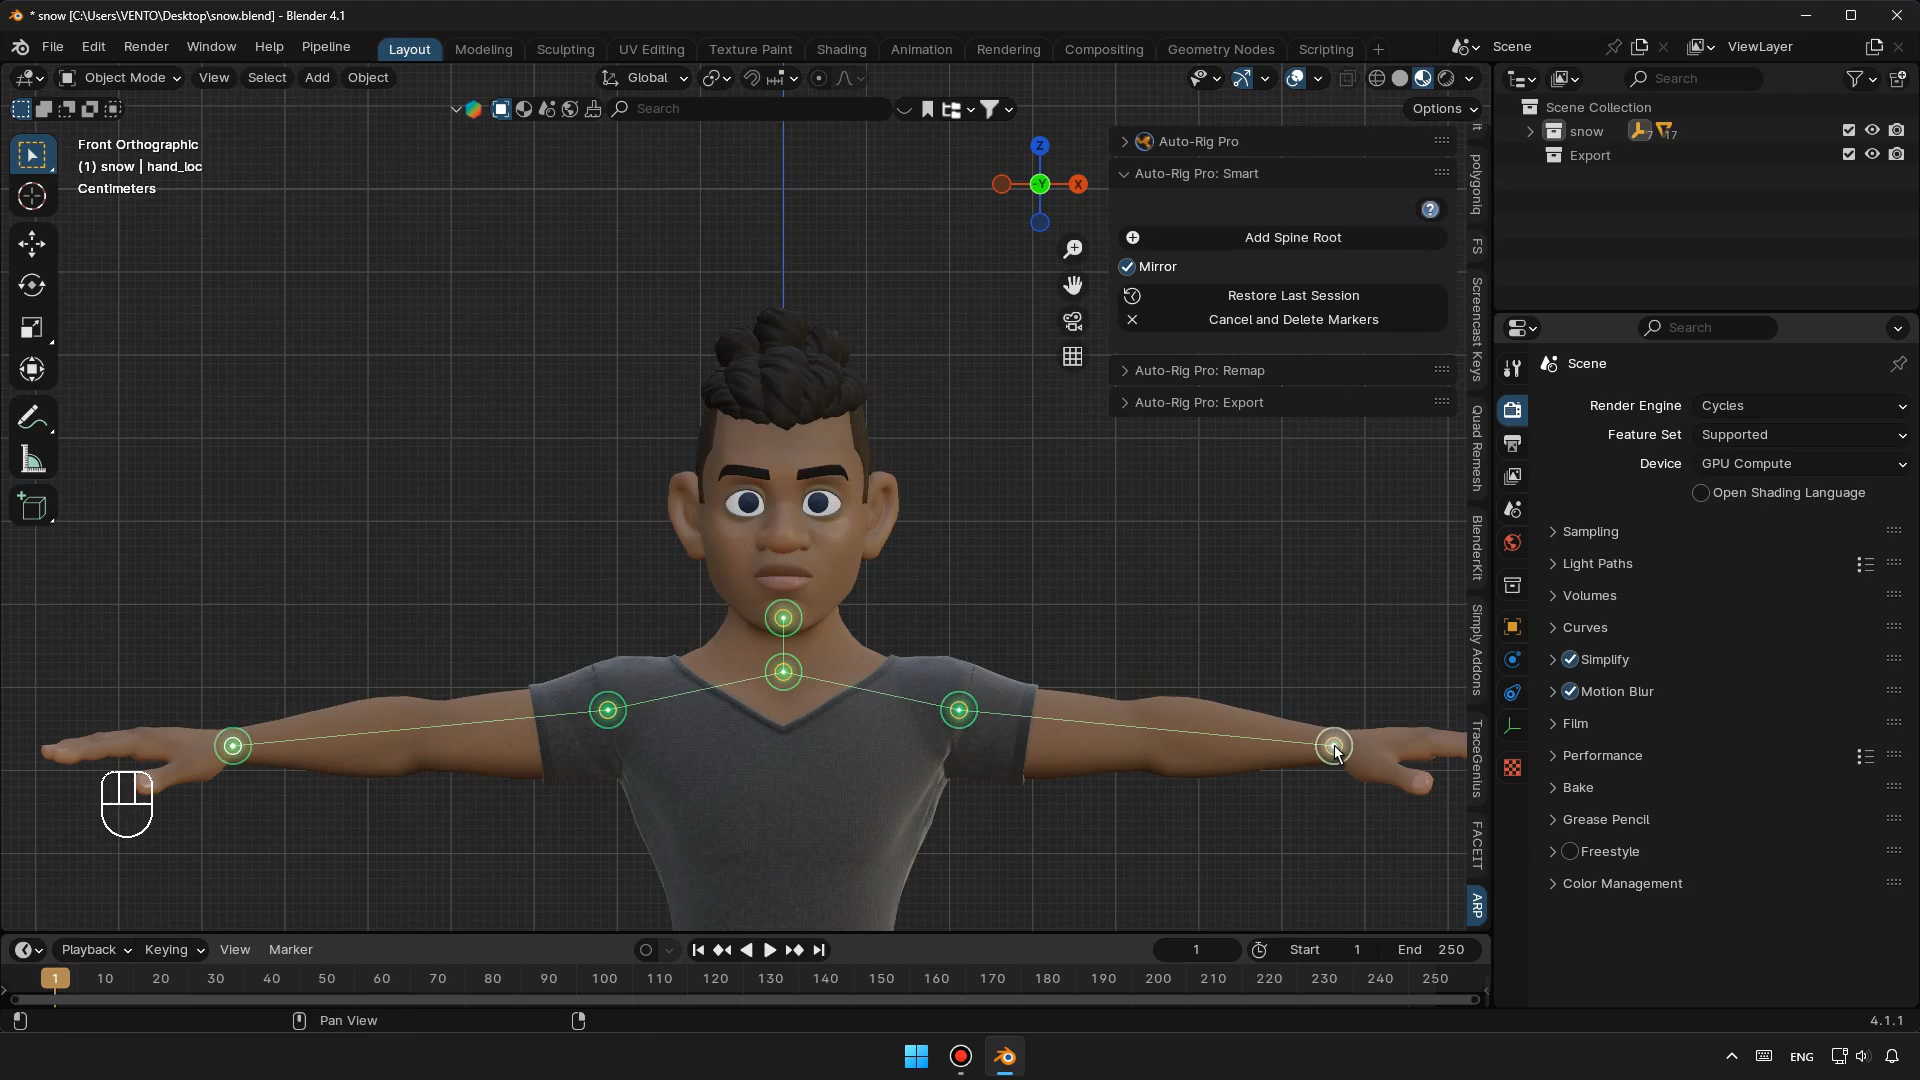 * snow [C:\Users\VENTO\Desktop\snow.blend] - Blender 4.1
File Edit Render Window Help Pipeline
Layout Modeling Sculpting UV Editing Texture Paint Shading Animation Rendering Compositing Geometry Nodes Scripting
Scene
ViewLayer
Object Mode View Select Add Object
Global
Search
Search
Options
Front Orthographic
(1) snow | hand_loc
Centimeters
Z
-Y
X
Auto-Rig Pro
Auto-Rig Pro: Smart
?
Add Spine Root
Mirror
Restore Last Session
Cancel and Delete Markers
Auto-Rig Pro: Remap
Auto-Rig Pro: Export
it
polygoniq
FS
Screencast Keys
Quad Remesh
BlenderKit
Simply Addons
TraceGenius
FACEIT
ARP
Scene Collection
snow
7
17
Export
Search
Scene
Render Engine Cycles
Feature Set Supported
Device GPU Compute
Open Shading Language
Sampling
Light Paths
Volumes
Curves
Simplify
Motion Blur
Film
Performance
Bake
Grease Pencil
Freestyle
Color Management
Playback Keying View Marker
1
Start 1
End 250
1 10 20 30 40 50 60 70 80 90 100 110 120 130 140 150 160 170 180 190 200 210 220 230 240 250
Pan View
4.1.1
ENG